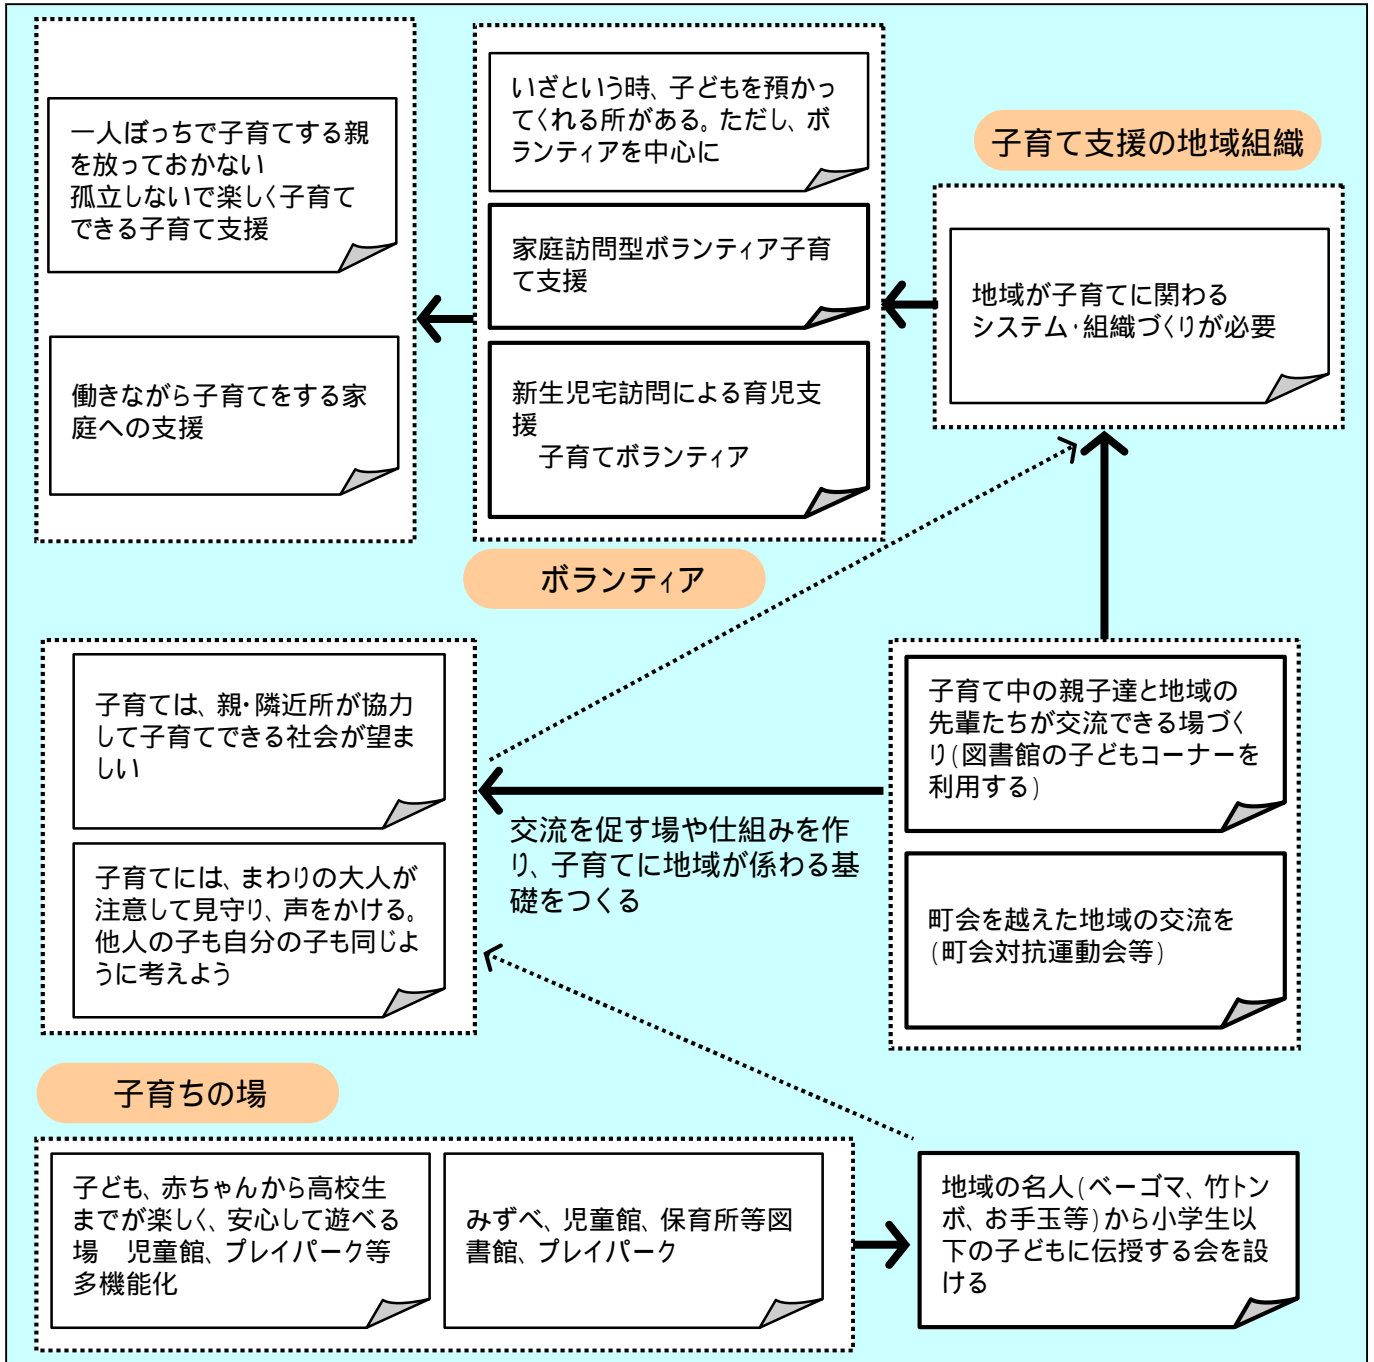 一人ぼっちで子育てする親
を放っておかない
孤立しないで楽しく子育て
できる子育て支援
働きながら子育てをする家
庭への支援
いざという時、子どもを預かっ
てくれる所がある。ただし、ボ
ランティアを中心に
家庭訪問型ボランティア子育
て支援
新生児宅訪問による育児支
援
子育てボランティア
ボランティア
子育て支援の地域組織
地域が子育てに関わる
システム・組織づくりが必要
子育ては、親・隣近所が協力
して子育てできる社会が望ま
しい
子育てには、まわりの大人が
注意して見守り、声をかける。
他人の子も自分の子も同じよ
うに考えよう
交流を促す場や仕組みを作
り、子育てに地域が係わる基
礎をつくる
子育て中の親子達と地域の
先輩たちが交流できる場づく
り(図書館の子どもコーナーを
利用する)
町会を越えた地域の交流を
(町会対抗運動会等)
子育ちの場
子ども、赤ちゃんから高校生
までが楽しく、安心して遊べる
場　児童館、プレイパーク等
多機能化
みずべ、児童館、保育所等図
書館、プレイパーク
地域の名人(ベーゴマ、竹トン
ボ、お手玉等)から小学生以
下の子どもに伝授する会を設
ける